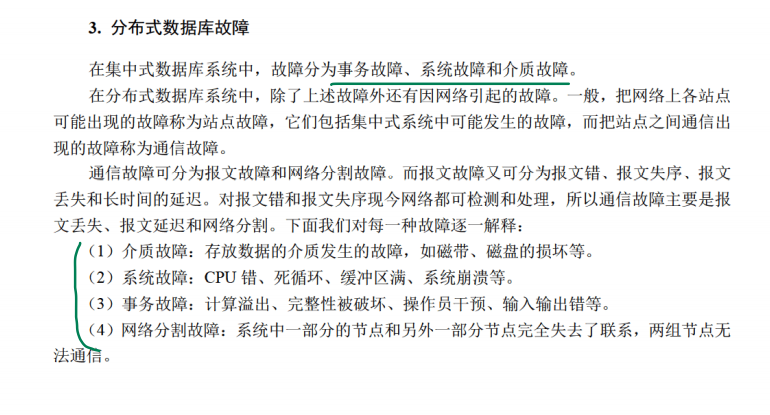 3. 分布式数据库故障
在集中式数据库系统中，故障分为事务故障、系统故障和介质故障。
在分布式数据库系统中，除了上述故障外还有因网络引起的故障。一般，把网络上各站点
可能出现的故障称为站点故障，它们包括集中式系统中可能发生的故障，而把站点之间通信出
现的故障称为通信故障。
通信故障可分为报文故障和网络分割故障。而报文故障又可分为报文错、报文失序、报文
丢失和长时间的延迟。对报文错和报文失序现今网络都可检测和处理，所以通信故障主要是报
文丢失、报文延迟和网络分割。下面我们对每一种故障逐一解释：
（1）介质故障：存放数据的介质发生的故障，如磁带、磁盘的损坏等。
（2）系统故障：CPU 错、死循环、缓冲区满、系统崩溃等。
（3）事务故障：计算溢出、完整性被破坏、操作员干预、输入输出错等。
（4）网络分割故障：系统中一部分的节点和另外一部分节点完全失去了联系，两组节点无
法通信。